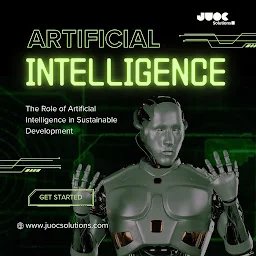 JUOC
Solutions
ARTIFICIAL
INTELLIGENCE
The Role of Artificial
Intelligence in Sustainable
Development
GET STARTED
www.juocsolutions.com